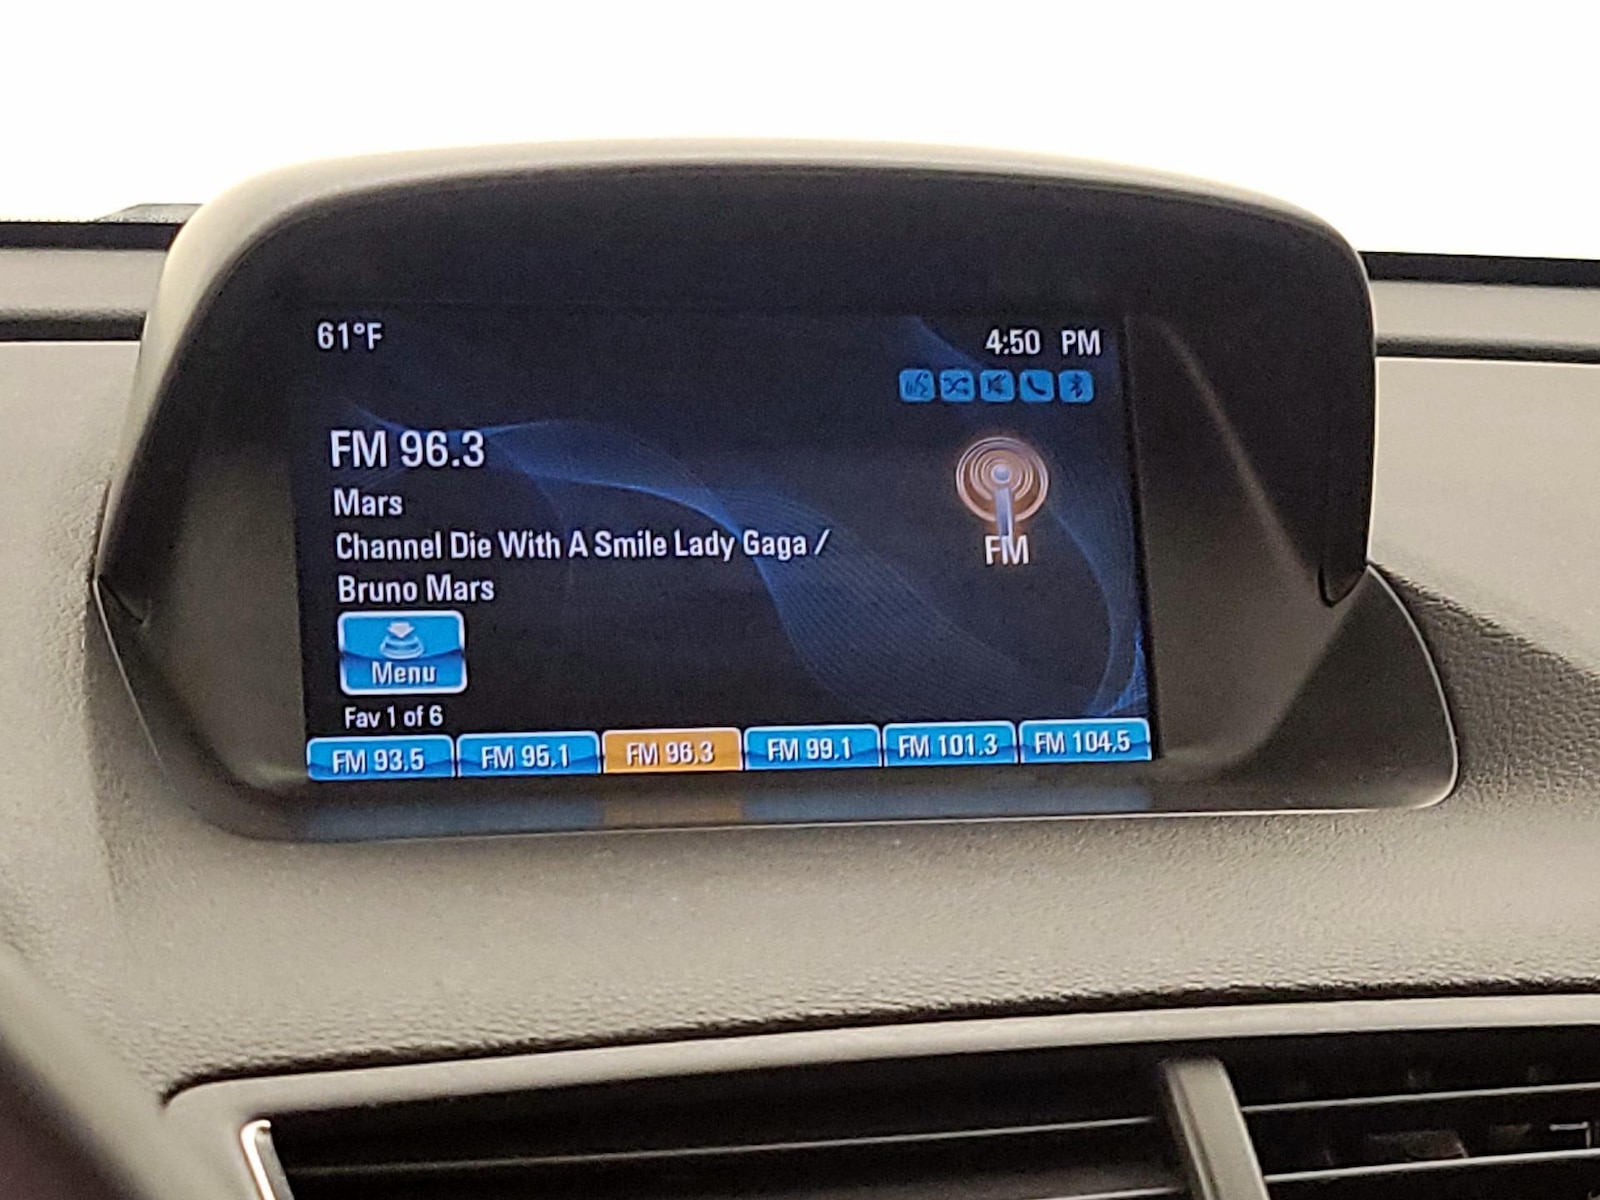 61°F
4:50 PM
FM 96.3
Mars
Channel Die With A Smile Lady Gaga /
Bruno Mars
FM
Menu
Fav 1 of 6
FM 93.5 FM 95.1 FM 96.3 FM 99.1 FM 101.3 FM 104.5